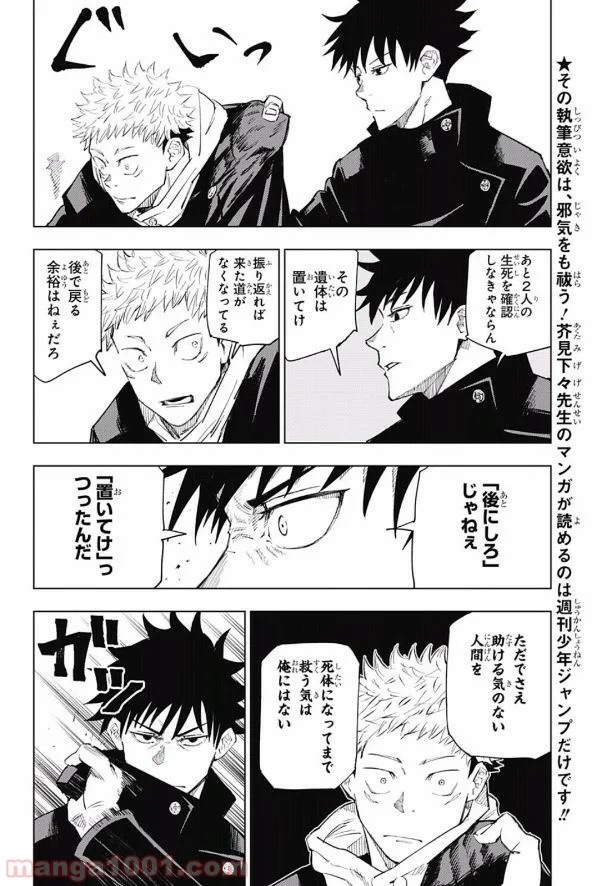 ★その執筆意欲は、邪気をも祓う！芥見下々先生のマンガが読めるのは週刊少年ジャンプだけです!!
ぐいっ
あと2人の
生死を確認
しなきゃならん
その
遺体は
置いてけ
振り返れば
来た道が
なくなってる
後で戻る
余裕はねぇだろ
「後にしろ」
じゃねぇ
「置いてけ」っ
つったんだ
ただでさえ
助ける気のない
人間を
死体になってまで
救う気は
俺にはない
ガッ
manga1001.com